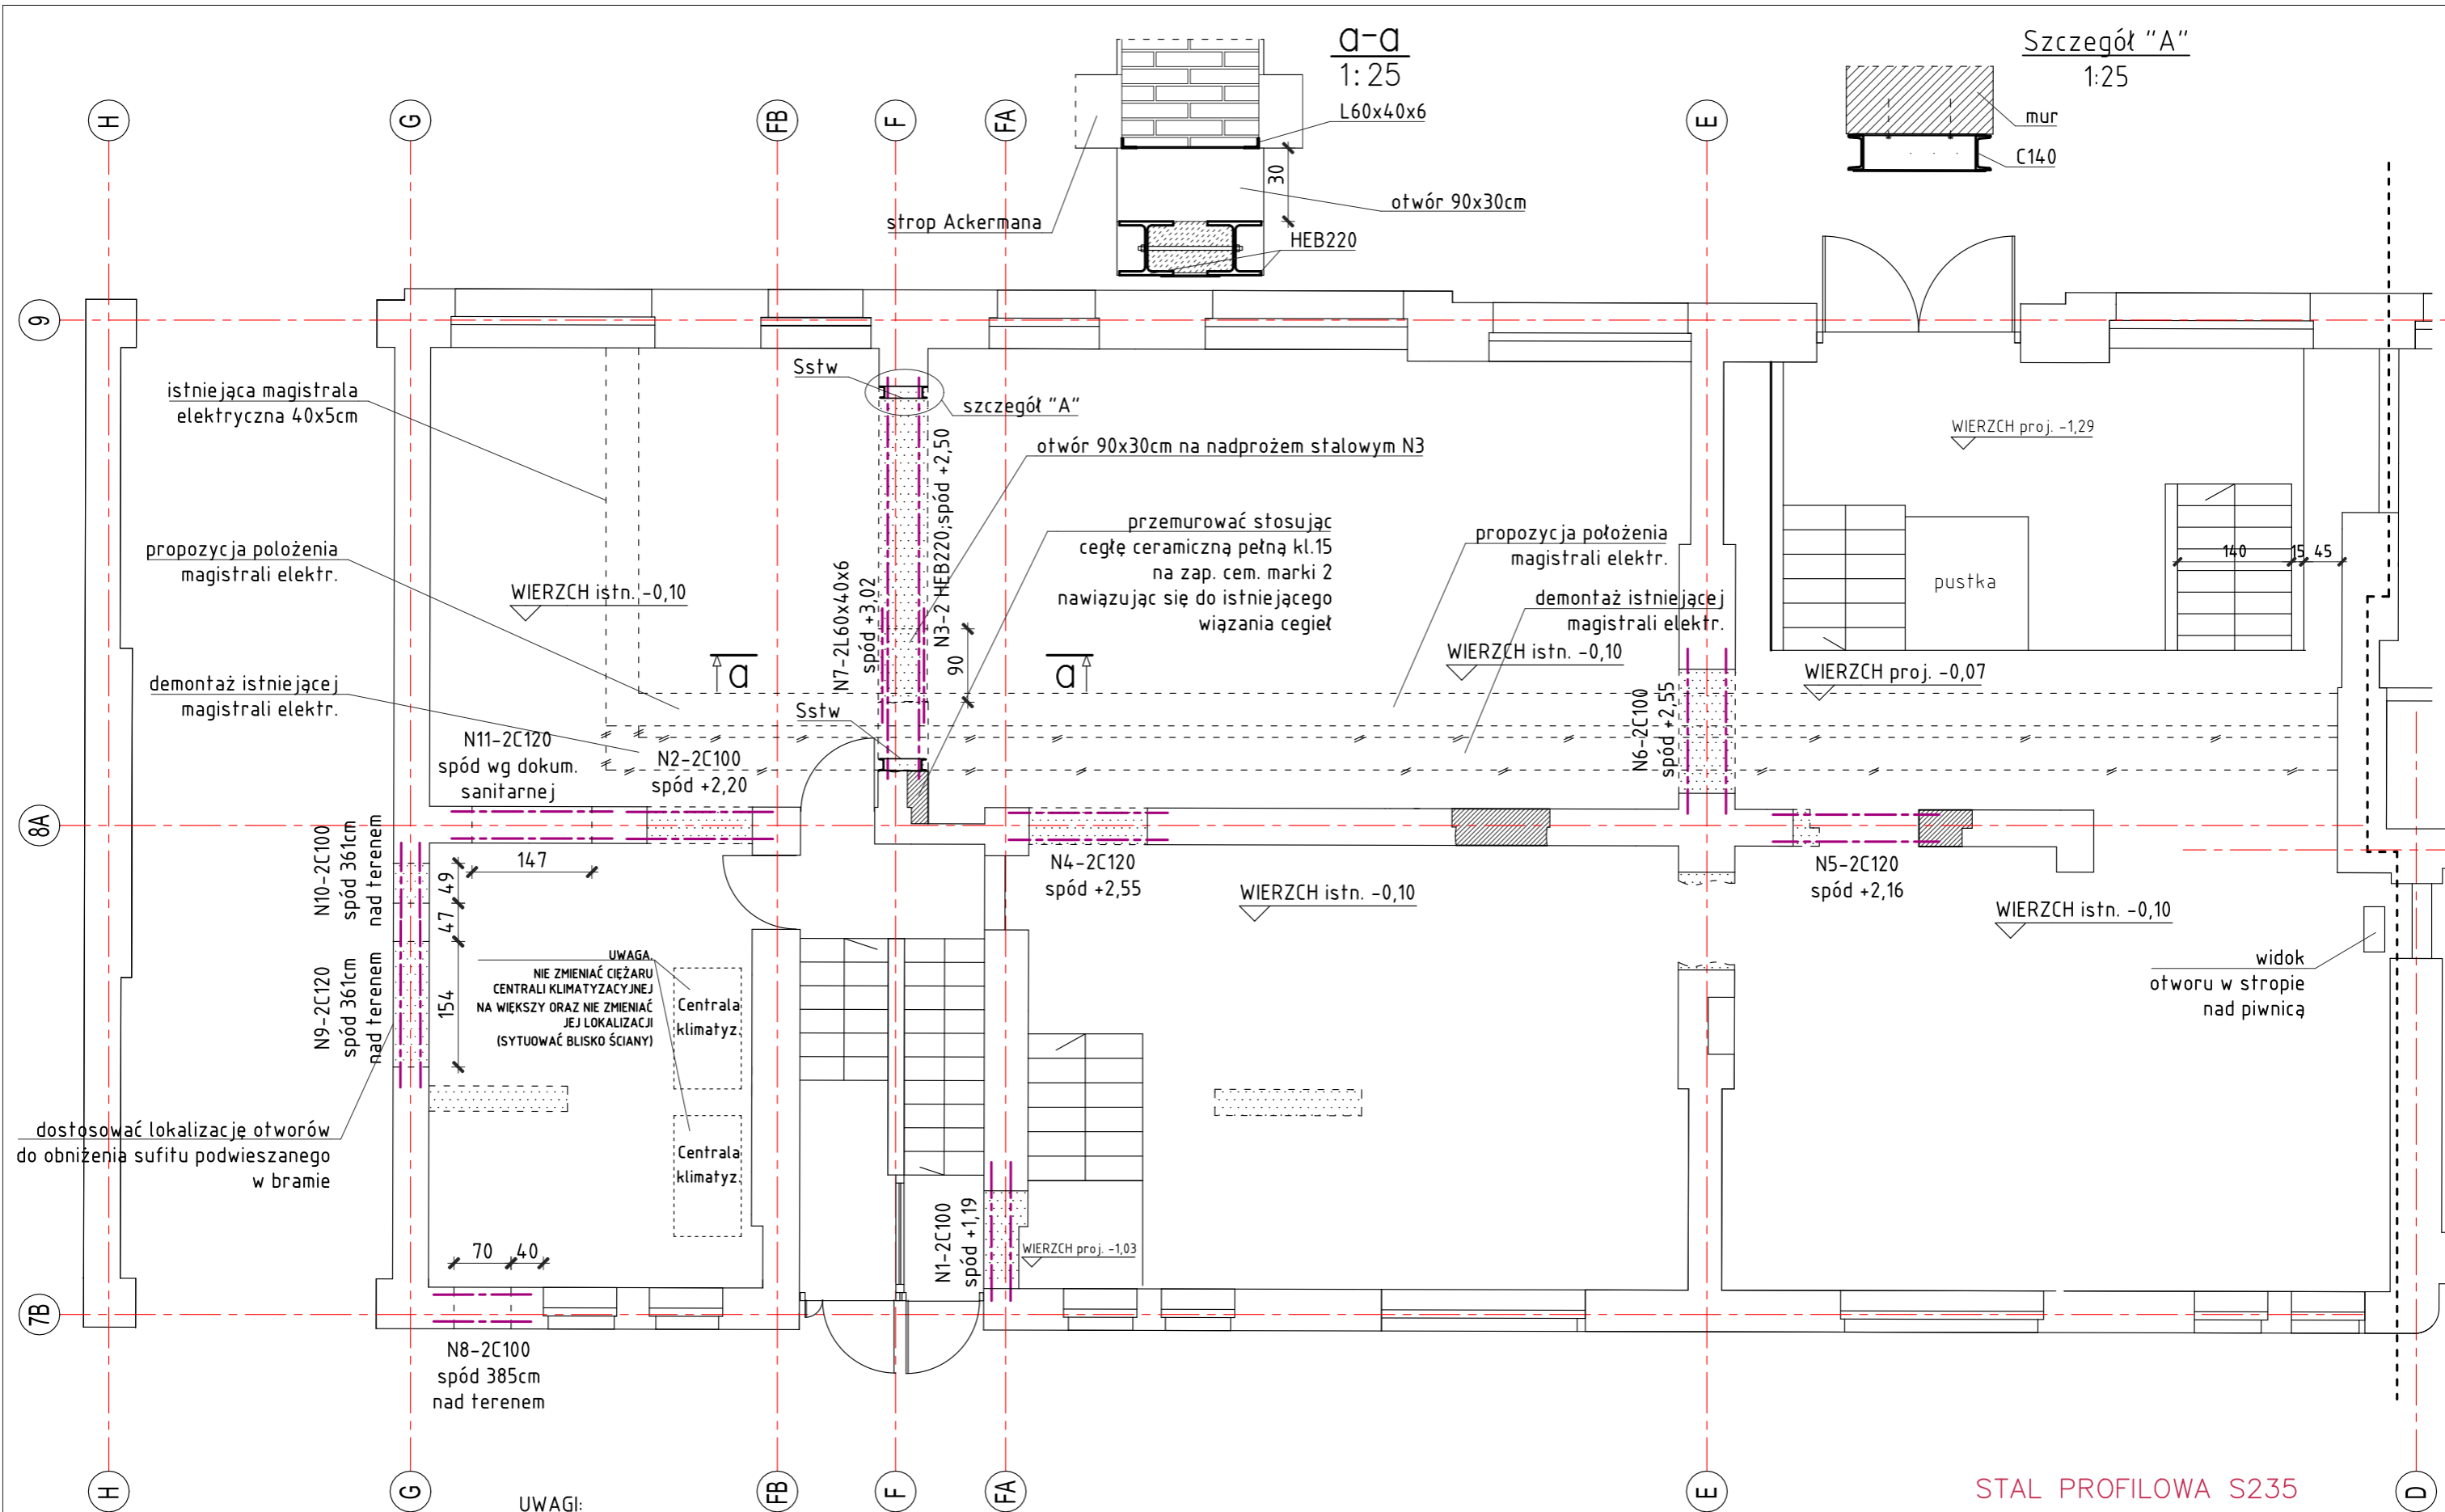 a-a
1:25
Szczegół "A"
1:25
L60x40x6
mur
C140
30
strop Ackermana
otwór 90x30cm
HEB220
H
G
FB
F
FA
E
9
istniejąca magistrala
elektryczna 40x5cm
Sstw
szczegół "A"
otwór 90x30cm na nadprożem stalowym N3
WIERZCH proj. -1,29
N3-2 HEB220;spód +2,50
N7-2L60x40x6
spód +3,02
90
przemurować stosując
cegłę ceramiczną pełną kl.15
na zap. cem. marki 2
nawiązując się do istniejącego
wiązania cegieł
propozycja położenia
magistrali elektr.
demontaż istniejącej
magistrali elektr.
propozycja polożenia
magistrali elektr.
WIERZCH istn. -0,10
demontaż istniejącej
magistrali elektr.
a
a
WIERZCH istn. -0,10
WIERZCH proj. -0,07
pustka
140
15
45
Sstw
N6-2C100
spód +2,55
N11-2C120
spód wg dokum.
sanitarnej
N2-2C100
spód +2,20
8A
N10-2C100
spód 361cm
nad terenem
49
47
154
147
N4-2C120
spód +2,55
N5-2C120
spód +2,16
WIERZCH istn. -0,10
WIERZCH istn. -0,10
N9-2C120
spód 361cm
nad terenem
UWAGA.
NIE ZMIENIAĆ CIĘŻARU
CENTRALI KLIMATYZACYJNEJ
NA WIĘKSZY ORAZ NIE ZMIENIAĆ
JEJ LOKALIZACJI
(SYTUOWAĆ BLISKO ŚCIANY)
Centrala
klimatyz.
Centrala
klimatyz.
widok
otworu w stropie
nad piwnicą
dostosować lokalizację otworów
do obniżenia sufitu podwieszanego
w bramie
N1-2C100
spód +1,19
WIERZCH proj. -1,03
70
40
7B
N8-2C100
spód 385cm
nad terenem
H
G
FB
F
FA
E
D
UWAGI:
STAL PROFILOWA S235